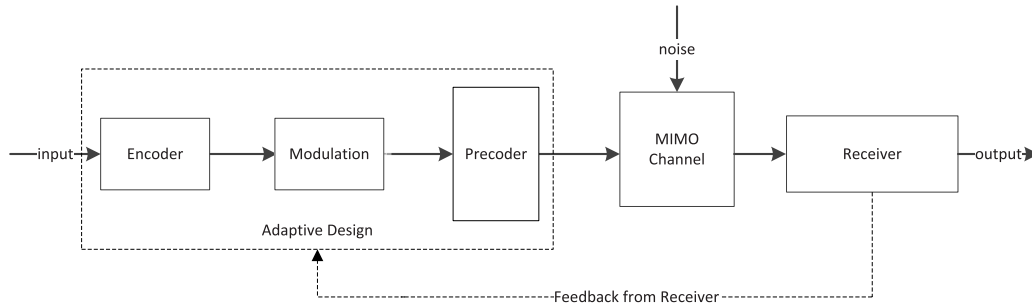 noise
input
Encoder
Modulation
Precoder
MIMO
Channel
Receiver
output
Adaptive Design
Feedback from Receiver